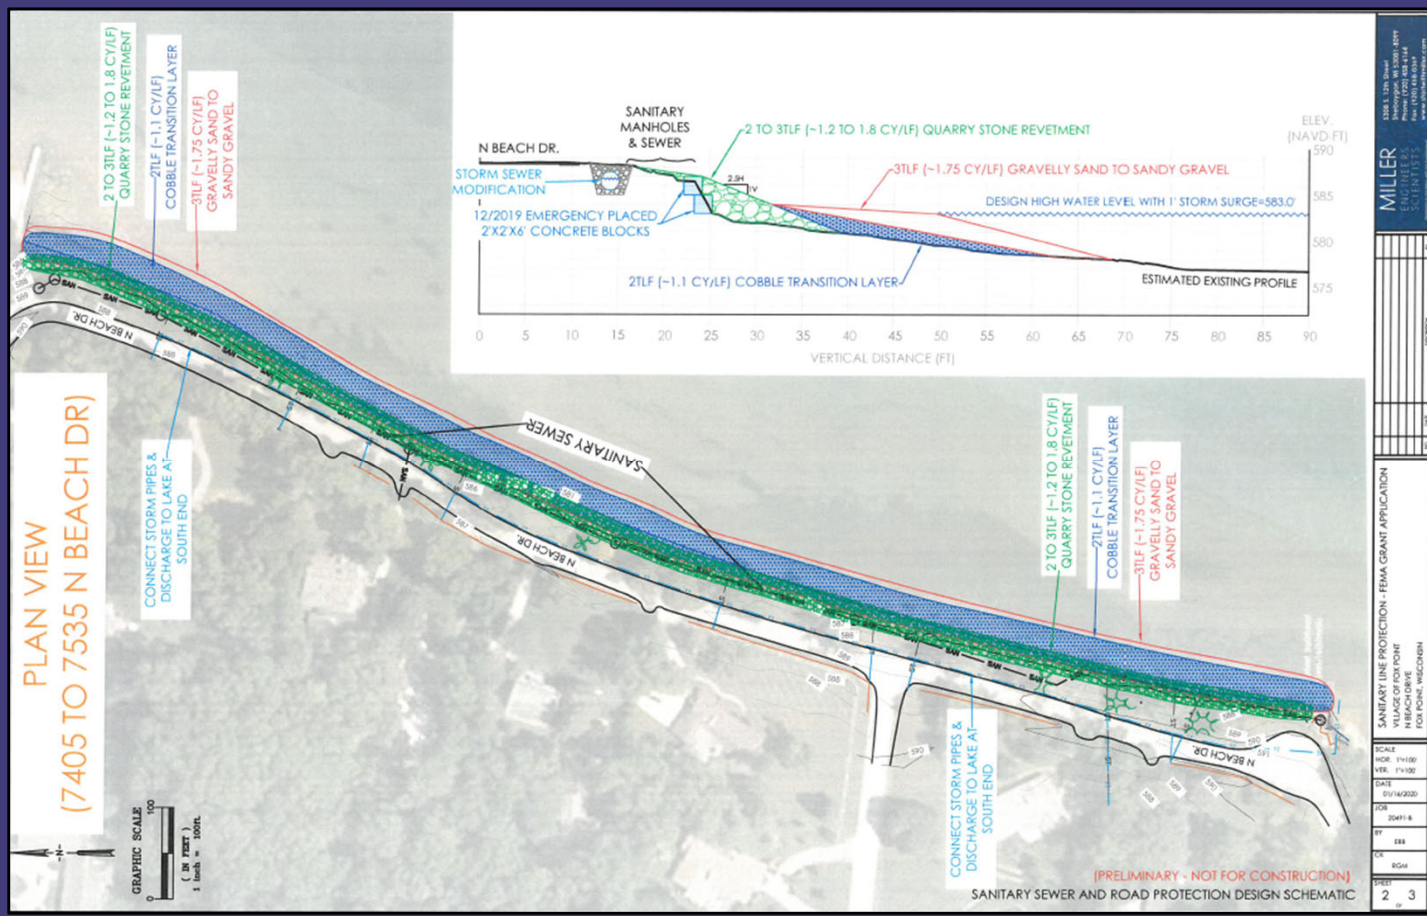 2 TO 3TLF (~1.2 TO 1.8 CY/LF)
QUARRY STONE REVETMENT
2TLF (~1.1 CY/LF)
COBBLE TRANSITION LAYER
3TLF (~1.75 CY/LF)
GRAVELLY SAND TO
SANDY GRAVEL
N BEACH DR.
SANITARY
MANHOLES
& SEWER
2 TO 3TLF (~1.2 TO 1.8 CY/LF) QUARRY STONE REVETMENT
ELEV.
(NAVD FT)
590
585
580
575
STORM SEWER
MODIFICATION
2.5H
1V
3TLF (~1.75 CY/LF) GRAVELLY SAND TO SANDY GRAVEL
DESIGN HIGH WATER LEVEL WITH 1' STORM SURGE=583.0'
12/2019 EMERGENCY PLACED
2'X2'X6' CONCRETE BLOCKS
2TLF (~1.1 CY/LF) COBBLE TRANSITION LAYER
ESTIMATED EXISTING PROFILE
0 5 10 15 20 25 30 35 40 45 50 55 60 65 70 75 80 85 90
VERTICAL DISTANCE (FT)
PLAN VIEW
(7405 TO 7535 N BEACH DR)
N BEACH DR.
CONNECT STORM PIPES &
DISCHARGE TO LAKE AT
SOUTH END
SANITARY SEWER
N BEACH DR.
2 TO 3TLF (~1.2 TO 1.8 CY/LF)
QUARRY STONE REVETMENT
2TLF (~1.1 CY/LF)
COBBLE TRANSITION LAYER
3TLF (~1.75 CY/LF)
GRAVELLY SAND TO
SANDY GRAVEL
CONNECT STORM PIPES &
DISCHARGE TO LAKE AT
SOUTH END
N BEACH DR.
-N-
GRAPHIC SCALE
0 100
( IN FEET )
1 inch = 100ft.
(PRELIMINARY - NOT FOR CONSTRUCTION)
SANITARY SEWER AND ROAD PROTECTION DESIGN SCHEMATIC
MILLER
ENGINEERS
SCIENTISTS
SANITARY LINE PROTECTION - FEMA GRANT APPLICATION
VILLAGE OF FOX POINT
N BEACH DRIVE
FOX POINT, WISCONSIN
SCALE
DATE
01/16/2020
JOB
BY
CK
RGM
SHEET
2 OF 3